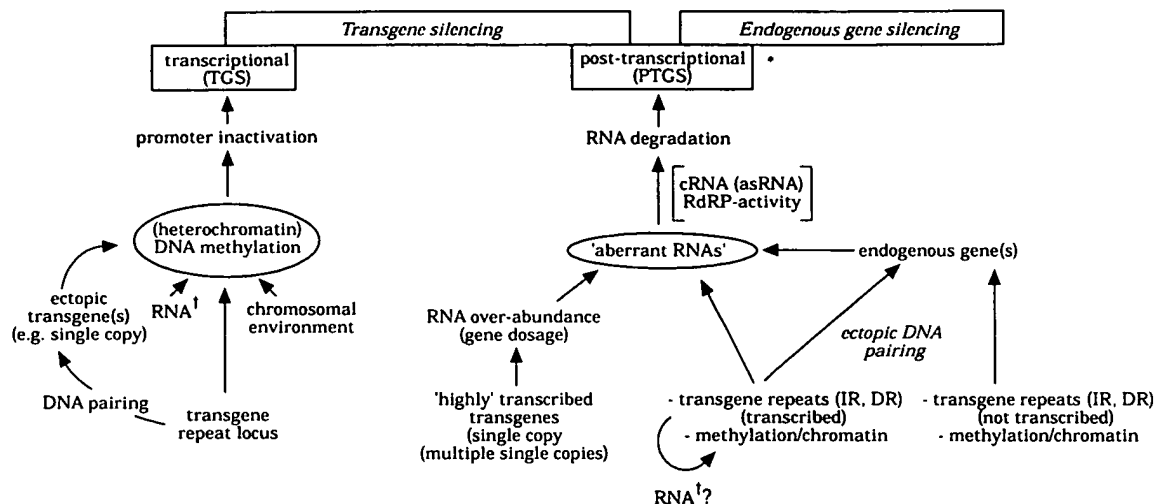 Transgene silencing
Endogenous gene silencing
transcriptional
(TGS)
post-transcriptional
(PTGS)
*
promoter inactivation
RNA degradation
cRNA (asRNA)
RdRP-activity
(heterochromatin)
DNA methylation
'aberrant RNAs'
endogenous gene(s)
ectopic
transgene(s)
(e.g. single copy)
RNA†
chromosomal
environment
RNA over-abundance
(gene dosage)
ectopic DNA
pairing
DNA pairing
transgene
repeat locus
'highly' transcribed
transgenes
(single copy
(multiple single copies)
- transgene repeats (IR, DR)
(transcribed)
- methylation/chromatin
- transgene repeats (IR, DR)
(not transcribed)
- methylation/chromatin
RNA†?